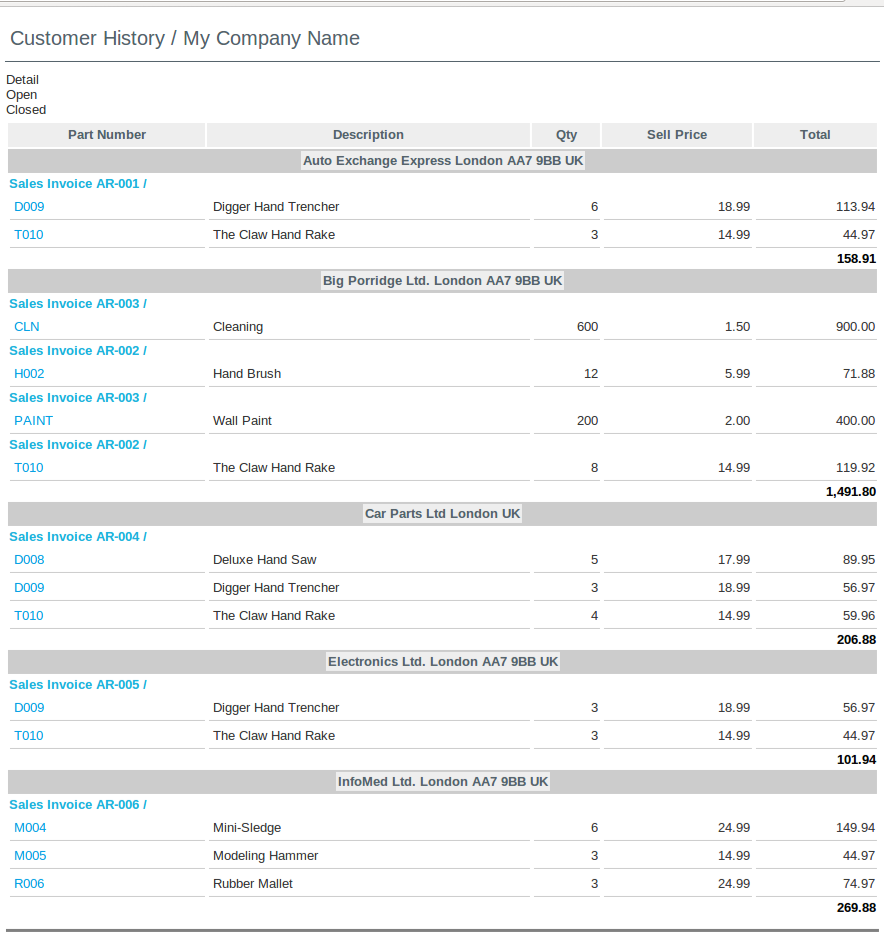 Customer History / My Company Name
Detail
Open
Closed
Part Number Description Qty Sell Price Total
Auto Exchange Express London AA7 9BB UK
Sales Invoice AR-001 /
D009 Digger Hand Trencher 6 18.99 113.94
T010 The Claw Hand Rake 3 14.99 44.97
158.91
Big Porridge Ltd. London AA7 9BB UK
Sales Invoice AR-003 /
CLN Cleaning 600 1.50 900.00
Sales Invoice AR-002 /
H002 Hand Brush 12 5.99 71.88
Sales Invoice AR-003 /
PAINT Wall Paint 200 2.00 400.00
Sales Invoice AR-002 /
T010 The Claw Hand Rake 8 14.99 119.92
1,491.80
Car Parts Ltd London UK
Sales Invoice AR-004 /
D008 Deluxe Hand Saw 5 17.99 89.95
D009 Digger Hand Trencher 3 18.99 56.97
T010 The Claw Hand Rake 4 14.99 59.96
206.88
Electronics Ltd. London AA7 9BB UK
Sales Invoice AR-005 /
D009 Digger Hand Trencher 3 18.99 56.97
T010 The Claw Hand Rake 3 14.99 44.97
101.94
InfoMed Ltd. London AA7 9BB UK
Sales Invoice AR-006 /
M004 Mini-Sledge 6 24.99 149.94
M005 Modeling Hammer 3 14.99 44.97
R006 Rubber Mallet 3 24.99 74.97
269.88